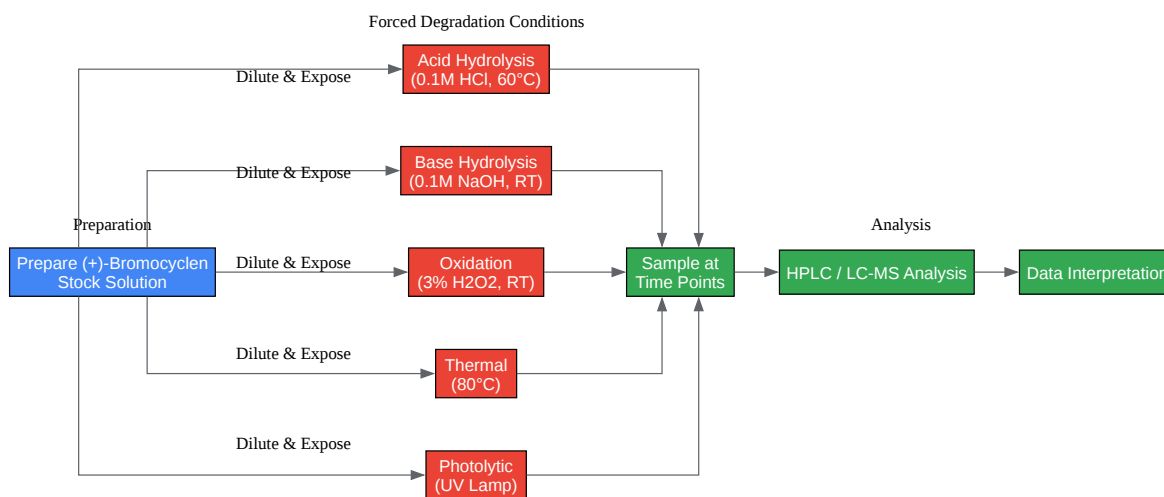 Forced Degradation Conditions
Dilute & Expose
Acid Hydrolysis
(0.1M HCl, 60°C)
Dilute & Expose
Base Hydrolysis
(0.1M NaOH, RT)
Preparation
Analysis
Prepare (+)-Bromocyclen
Stock Solution
Dilute & Expose
Oxidation
(3% H2O2, RT)
Sample at
Time Points
HPLC / LC-MS Analysis
Data Interpretation
Dilute & Expose
Thermal
(80°C)
Dilute & Expose
Photolytic
(UV Lamp)